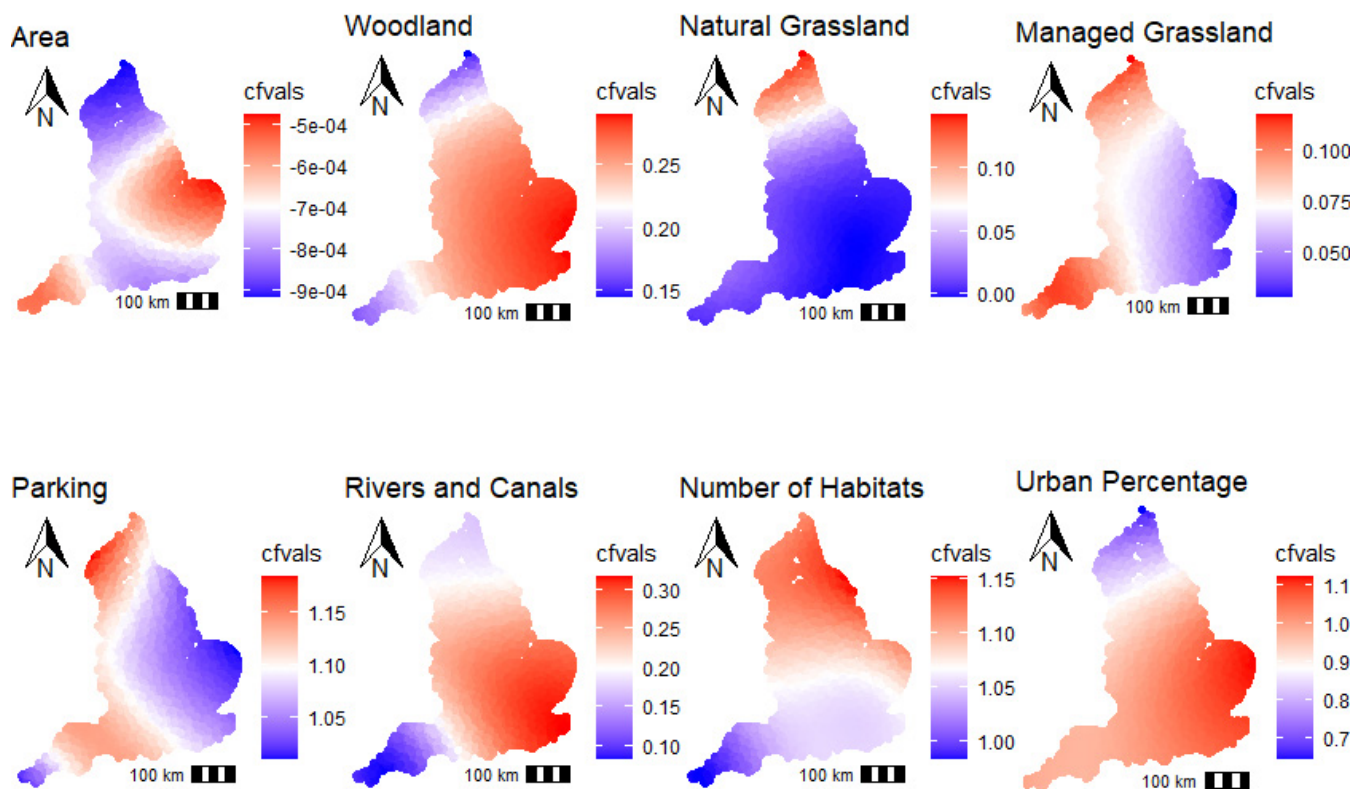 Area
N
cfvals
-5e-04
-6e-04
-7e-04
-8e-04
-9e-04
100 km
Woodland
N
cfvals
0.25
0.20
0.15
100 km
Natural Grassland
N
cfvals
0.10
0.05
0.00
100 km
Managed Grassland
N
cfvals
0.100
0.075
0.050
100 km
Parking
N
cfvals
1.15
1.10
1.05
100 km
Rivers and Canals
N
cfvals
0.30
0.25
0.20
0.15
0.10
100 km
Number of Habitats
N
cfvals
1.15
1.10
1.05
1.00
100 km
Urban Percentage
N
cfvals
1.1
1.0
0.9
0.8
0.7
100 km